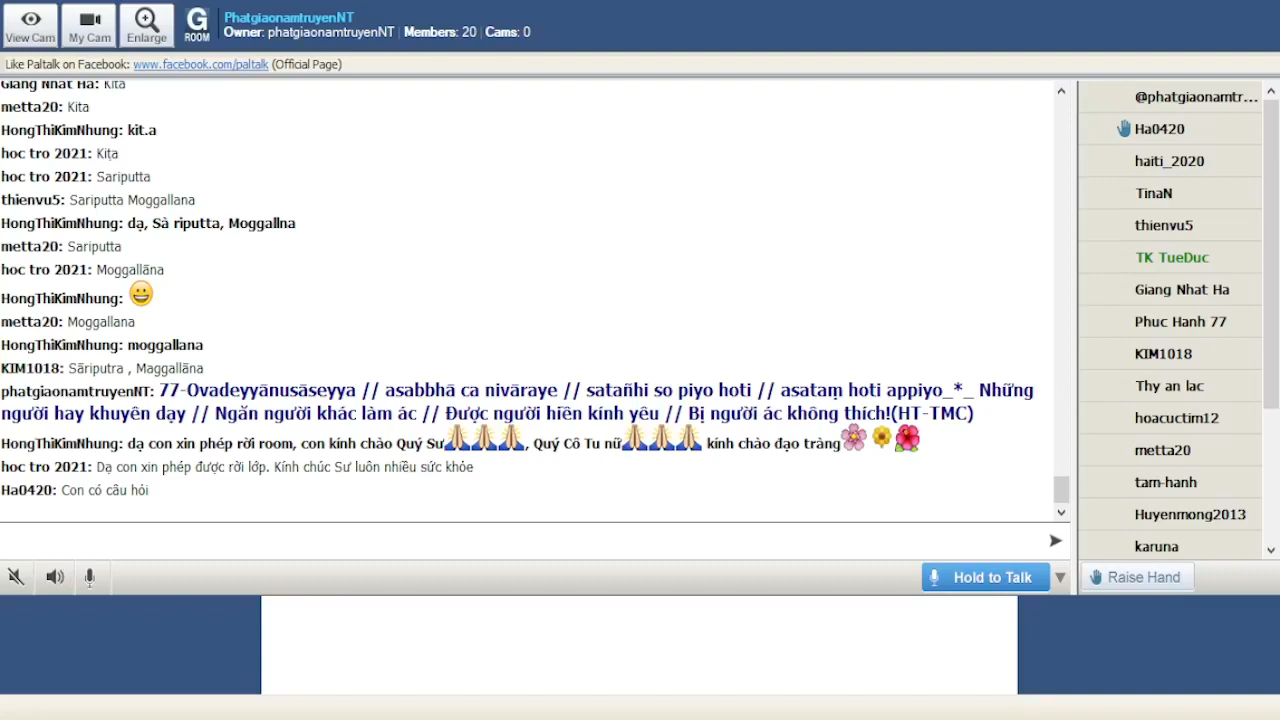 View Cam
My Cam
Enlarge
G ROOM
PhatgiaonamtruyenNT
Owner: phatgiaonamtruyenNT | Members: 20 | Cams: 0
Like Paltalk on Facebook: www.facebook.com/paltalk (Official Page)
Giang Nhat Ha: Kita
metta20: Kita
HongThiKimNhung: kit.a
hoc tro 2021: Kiṭa
hoc tro 2021: Sariputta
thienvu5: Sariputta Moggallana
HongThiKimNhung: dạ, Sà riputta, Moggallna
metta20: Sariputta
hoc tro 2021: Moggallāna
HongThiKimNhung: 😀
metta20: Moggallana
HongThiKimNhung: moggallana
KIM1018: Sāriputra , Maggallāna
phatgiaonamtruyenNT: 77-Ovadeyyānusāseyya // asabbhā ca nivāraye // satañhi so piyo hoti // asataṃ hoti appiyo_*_ Những
người hay khuyên dạy // Ngăn người khác làm ác // Được người hiền kính yêu // Bị người ác không thích!(HT-TMC)
HongThiKimNhung: dạ con xin phép rời room, con kính chào Quý Sư🙏🙏🙏, Quý Cô Tu nữ🙏🙏🙏 kính chào đạo tràng🌸🌼🌺
hoc tro 2021: Dạ con xin phép được rời lớp. Kính chúc Sư luôn nhiều sức khỏe
Ha0420: Con có câu hỏi
@phatgiaonamtr...
Ha0420
haiti_2020
TinaN
thienvu5
TK TueDuc
Giang Nhat Ha
Phuc Hanh 77
KIM1018
Thy an lac
hoacuctim12
metta20
tam-hanh
Huyenmong2013
karuna
Hold to Talk
Raise Hand